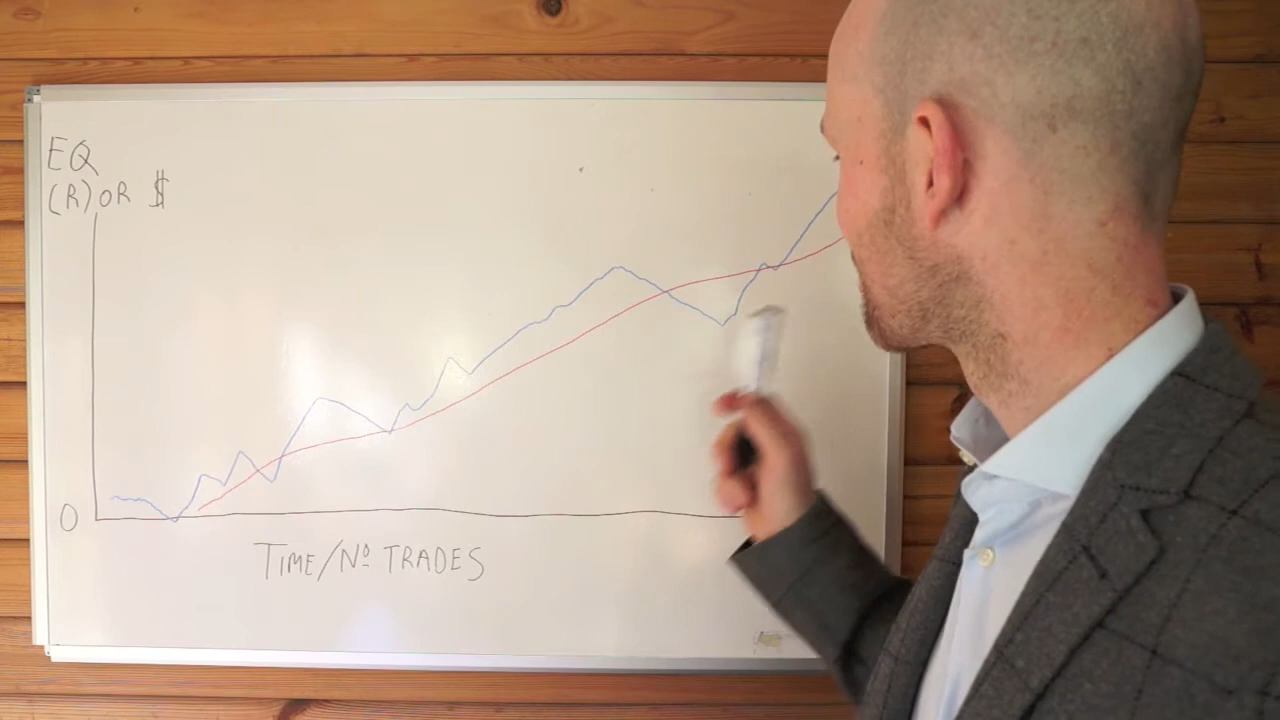 EQ
(R) OR $
0
TIME/Nº TRADES